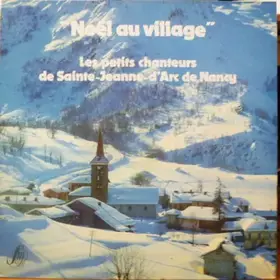 "Noël au village"
Les petits chanteurs
de Sainte-Jeanne-d'Arc de Nancy